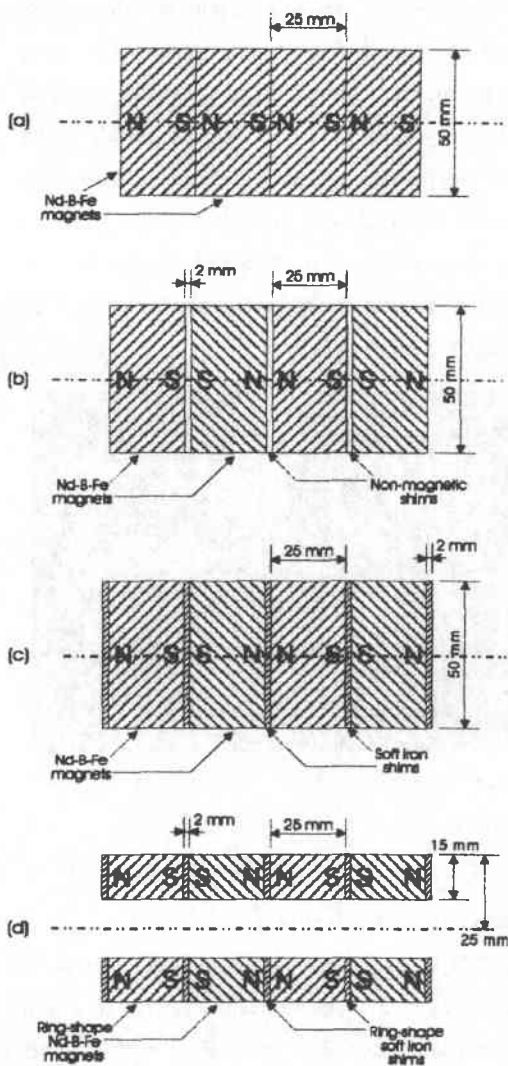 25 mm
(a)
N S N S N S N S
50 mm
Nd-B-Fe
magnets
2 mm
25 mm
(b)
N S S N N S S N
50 mm
Nd-B-Fe
magnets
Non-magnetic
shims
25 mm
2 mm
(c)
N S S N N S S N
50 mm
Nd-B-Fe
magnets
Soft iron
shims
2 mm
25 mm
15 mm
N S S N N S S N
(d)
25 mm
N S S N N S S N
Ring-shape
Nd-B-Fe
magnets
Ring-shape
soft iron
shims